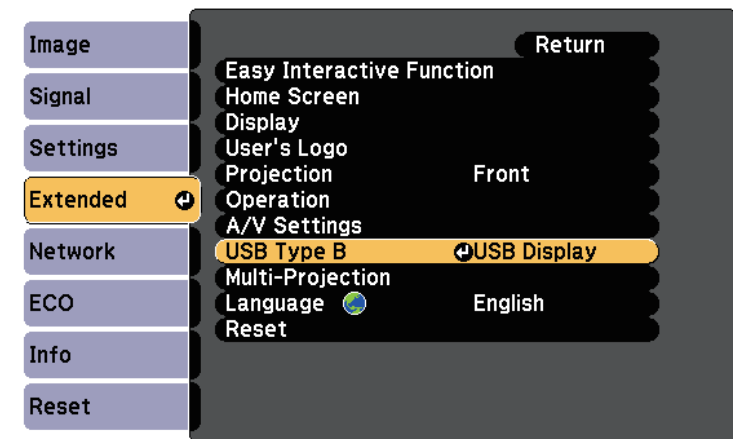 Image
Signal
Settings
Extended
Network
ECO
Info
Reset
Return
Easy Interactive Function
Home Screen
Display
User's Logo
Projection Front
Operation
A/V Settings
USB Type B USB Display
Multi-Projection
Language English
Reset